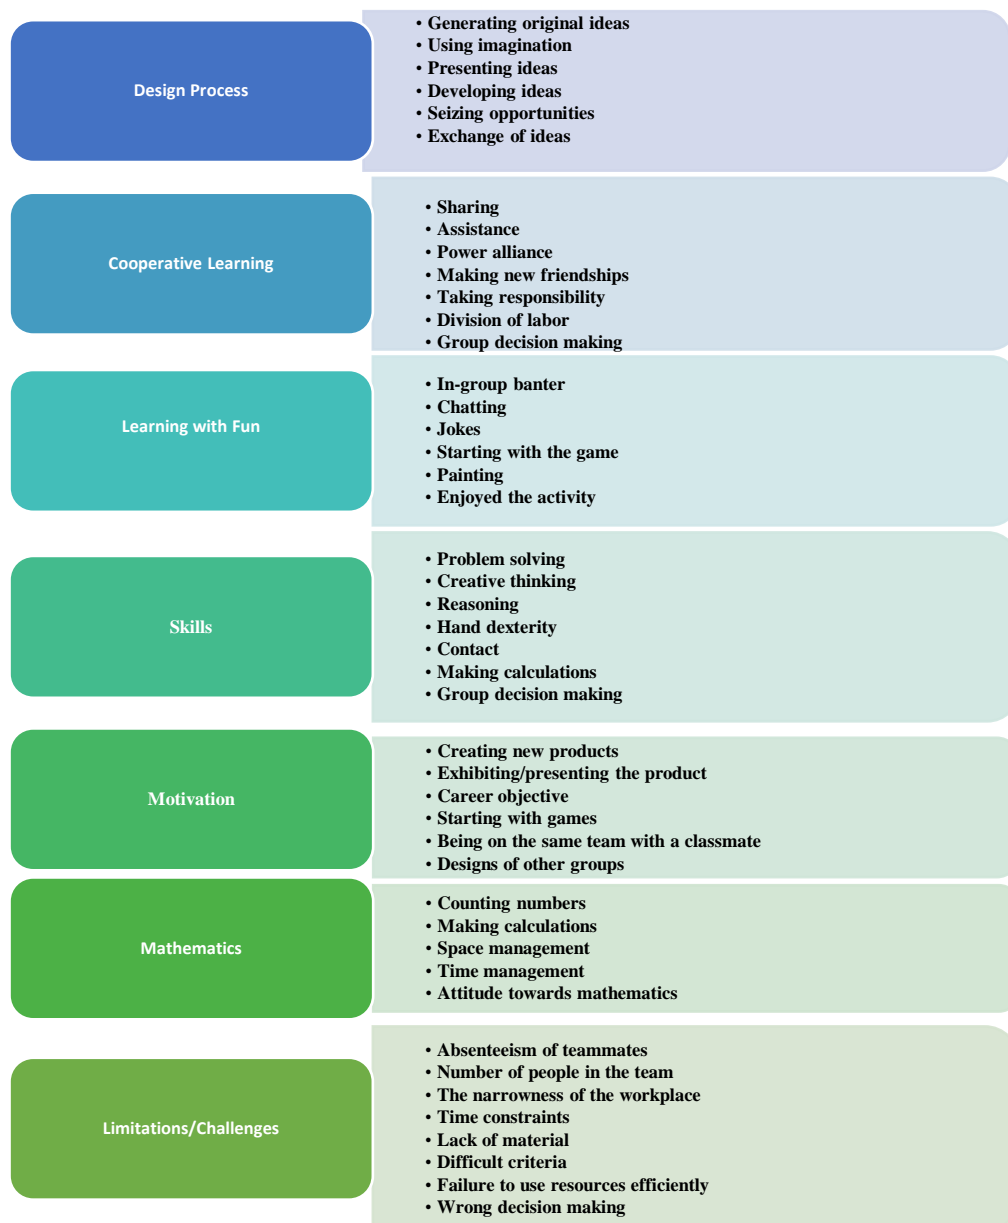 Design Process
• Generating original ideas
• Using imagination
• Presenting ideas
• Developing ideas
• Seizing opportunities
• Exchange of ideas
Cooperative Learning
• Sharing
• Assistance
• Power alliance
• Making new friendships
• Taking responsibility
• Division of labor
• Group decision making
Learning with Fun
• In-group banter
• Chatting
• Jokes
• Starting with the game
• Painting
• Enjoyed the activity
Skills
• Problem solving
• Creative thinking
• Reasoning
• Hand dexterity
• Contact
• Making calculations
• Group decision making
Motivation
• Creating new products
• Exhibiting/presenting the product
• Career objective
• Starting with games
• Being on the same team with a classmate
• Designs of other groups
Mathematics
• Counting numbers
• Making calculations
• Space management
• Time management
• Attitude towards mathematics
Limitations/Challenges
• Absenteeism of teammates
• Number of people in the team
• The narrowness of the workplace
• Time constraints
• Lack of material
• Difficult criteria
• Failure to use resources efficiently
• Wrong decision making